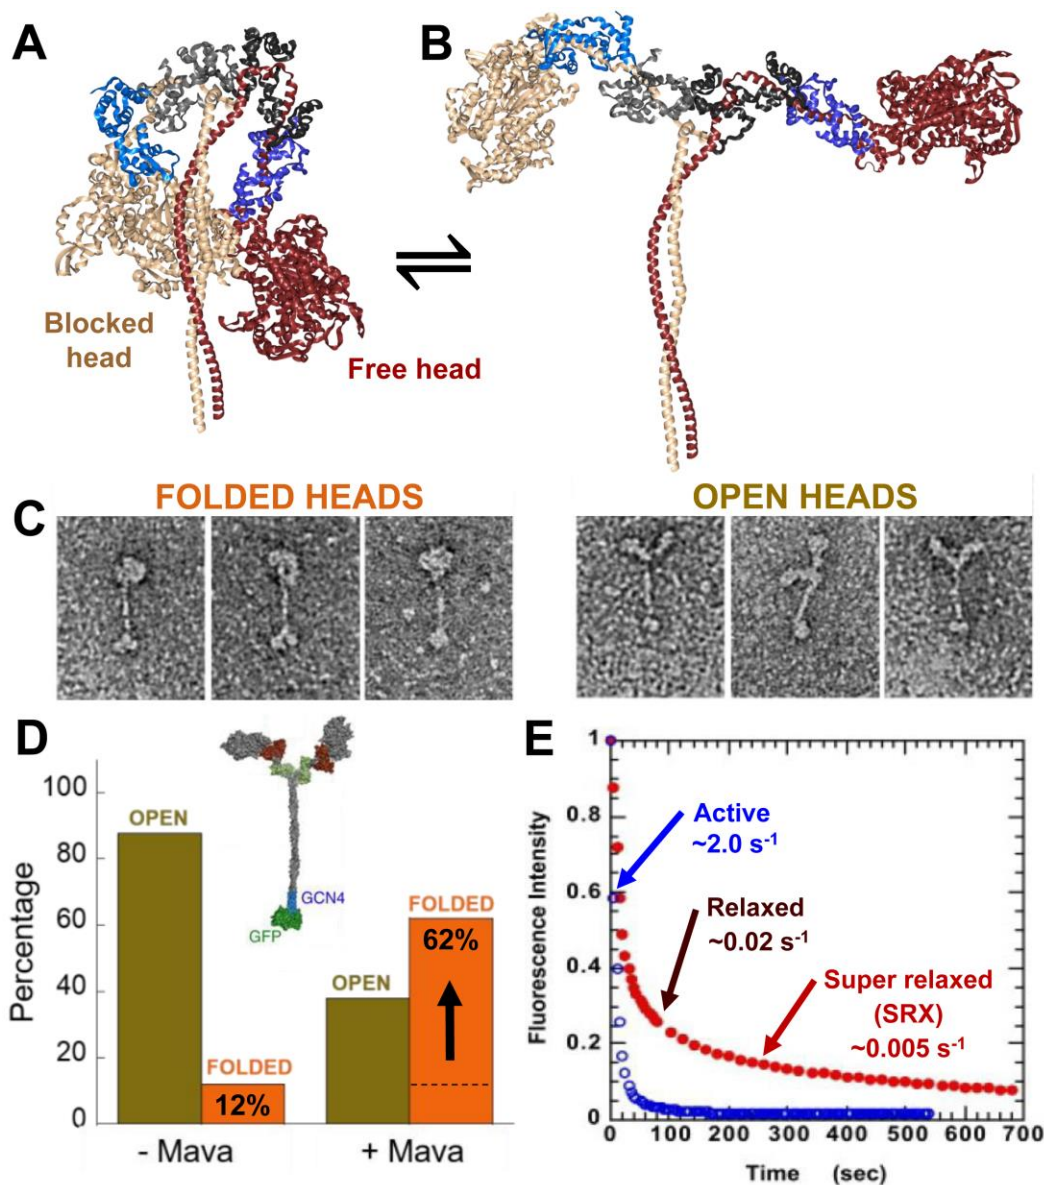 A
B
Blocked
head
Free head
C
FOLDED HEADS
OPEN HEADS
D
Percentage
100
80
60
40
20
0
OPEN
FOLDED
12%
GCN4
GFP
OPEN
FOLDED
62%
- Mava
+ Mava
E
Fluorescence Intensity
1
0.8
0.6
0.4
0.2
0
Active
~2.0 s-1
Relaxed
~0.02 s-1
Super relaxed
(SRX)
~0.005 s-1
0 100 200 300 400 500 600 700
Time (sec)